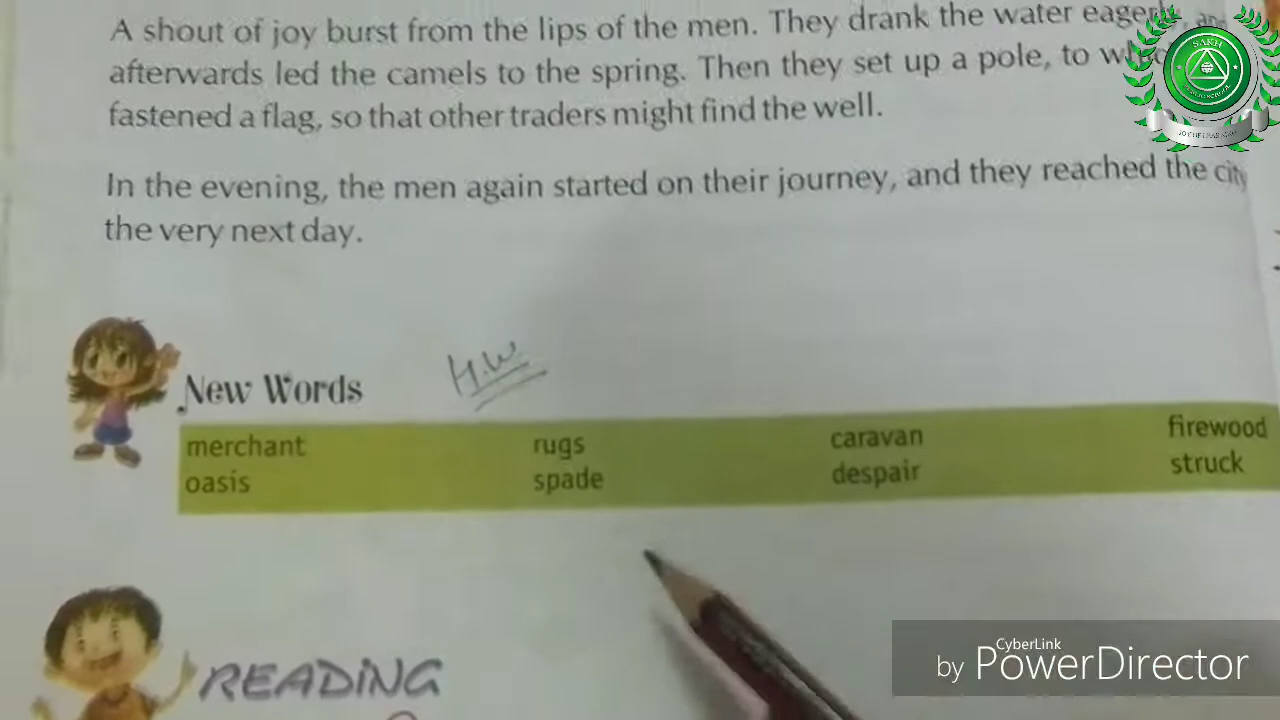 A shout of joy burst from the lips of the men. They drank the water eagerly, and
afterwards led the camels to the spring. Then they set up a pole, to
fastened a flag, so that other traders might find the well.
In the evening, the men again started on their journey, and they reached the city
the very next day.
SAKH
H.W
New Words
merchant rugs caravan firewood
oasis spade despair struck
READING
CyberLink
by PowerDirector